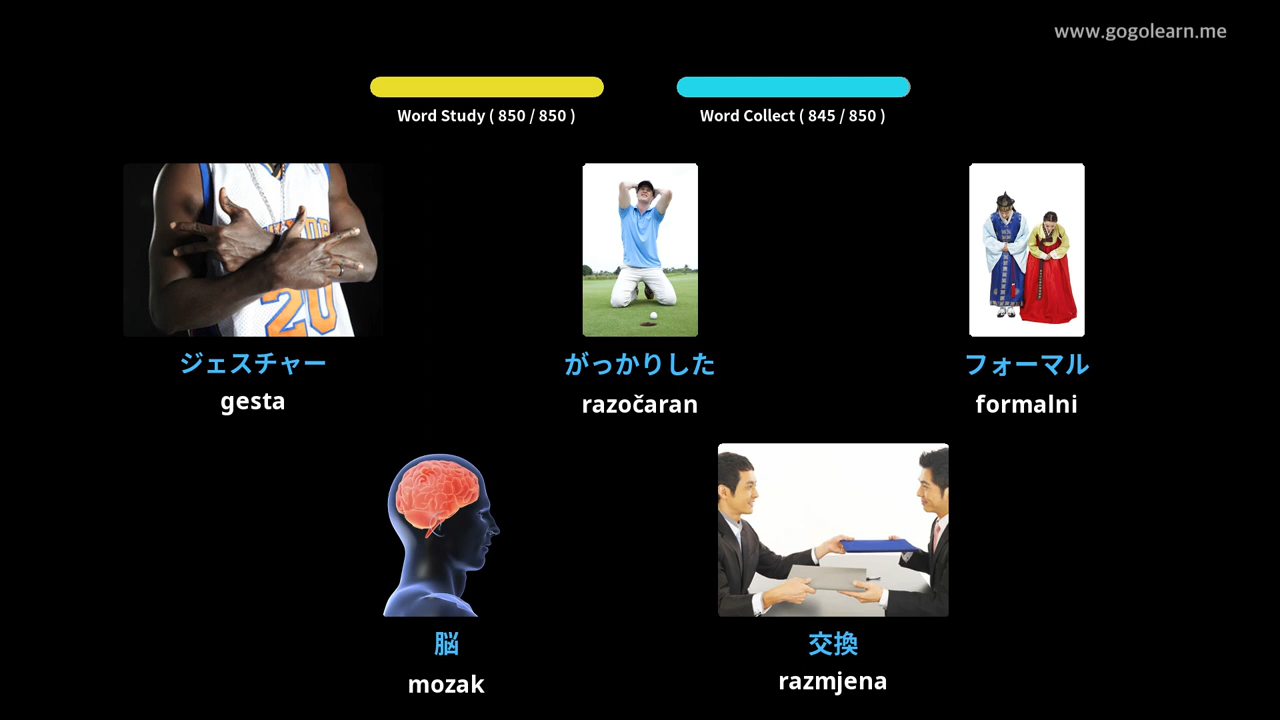 www.gogolearn.me
Word Study ( 850 / 850 )
Word Collect ( 845 / 850 )
20
ジェスチャー
がっかりした
フォーマル
gesta
razočaran
formalni
脳
交換
mozak
razmjena